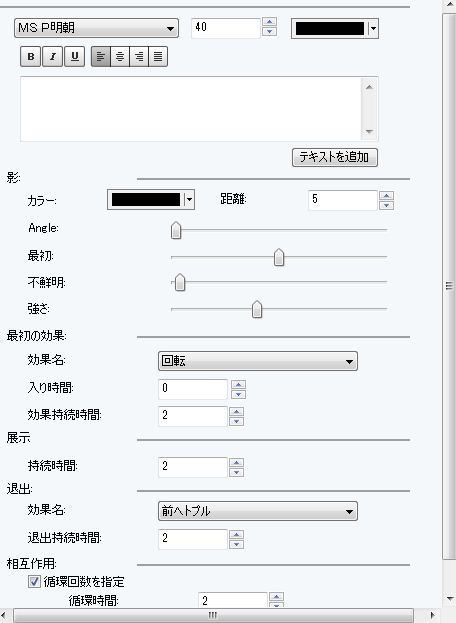 MS P明朝 40
B I U
テキストを追加
影:
カラー: 距離: 5
Angle:
最初:
不鮮明:
強さ:
最初の効果:
効果名: 回転
入り時間: 0
効果持続時間: 2
展示
持続時間: 2
退出:
効果名: 前へトプル
退出持続時間: 2
相互作用:
循環回数を指定
循環時間: 2